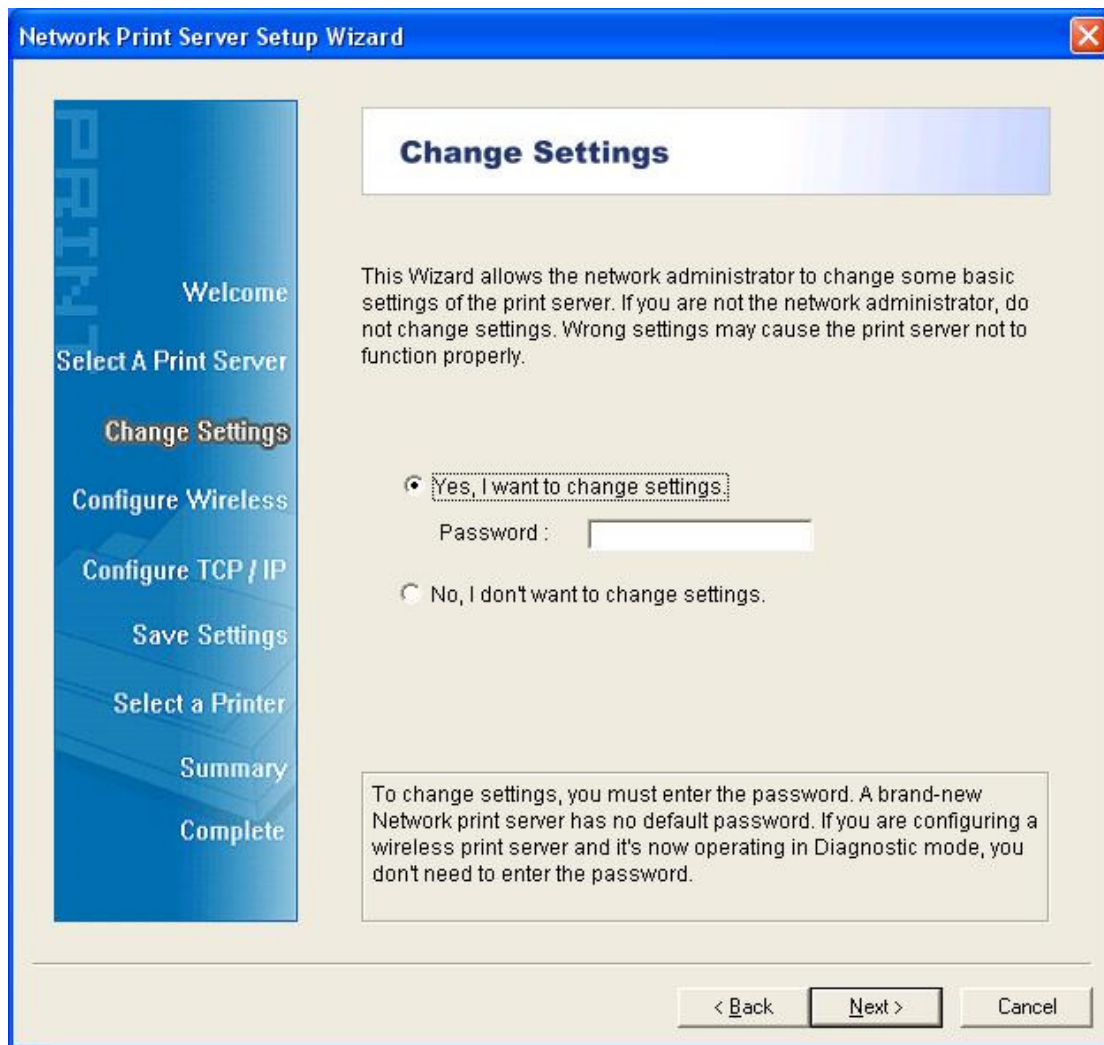 Network Print Server Setup Wizard
PRINT
Welcome
Select A Print Server
Change Settings
Configure Wireless
Configure TCP / IP
Save Settings
Select a Printer
Summary
Complete
Change Settings
This Wizard allows the network administrator to change some basic
settings of the print server. If you are not the network administrator, do
not change settings. Wrong settings may cause the print server not to
function properly.
Yes, I want to change settings.
Password :
No, I don't want to change settings.
To change settings, you must enter the password. A brand-new
Network print server has no default password. If you are configuring a
wireless print server and it's now operating in Diagnostic mode, you
don't need to enter the password.
< Back
Next >
Cancel